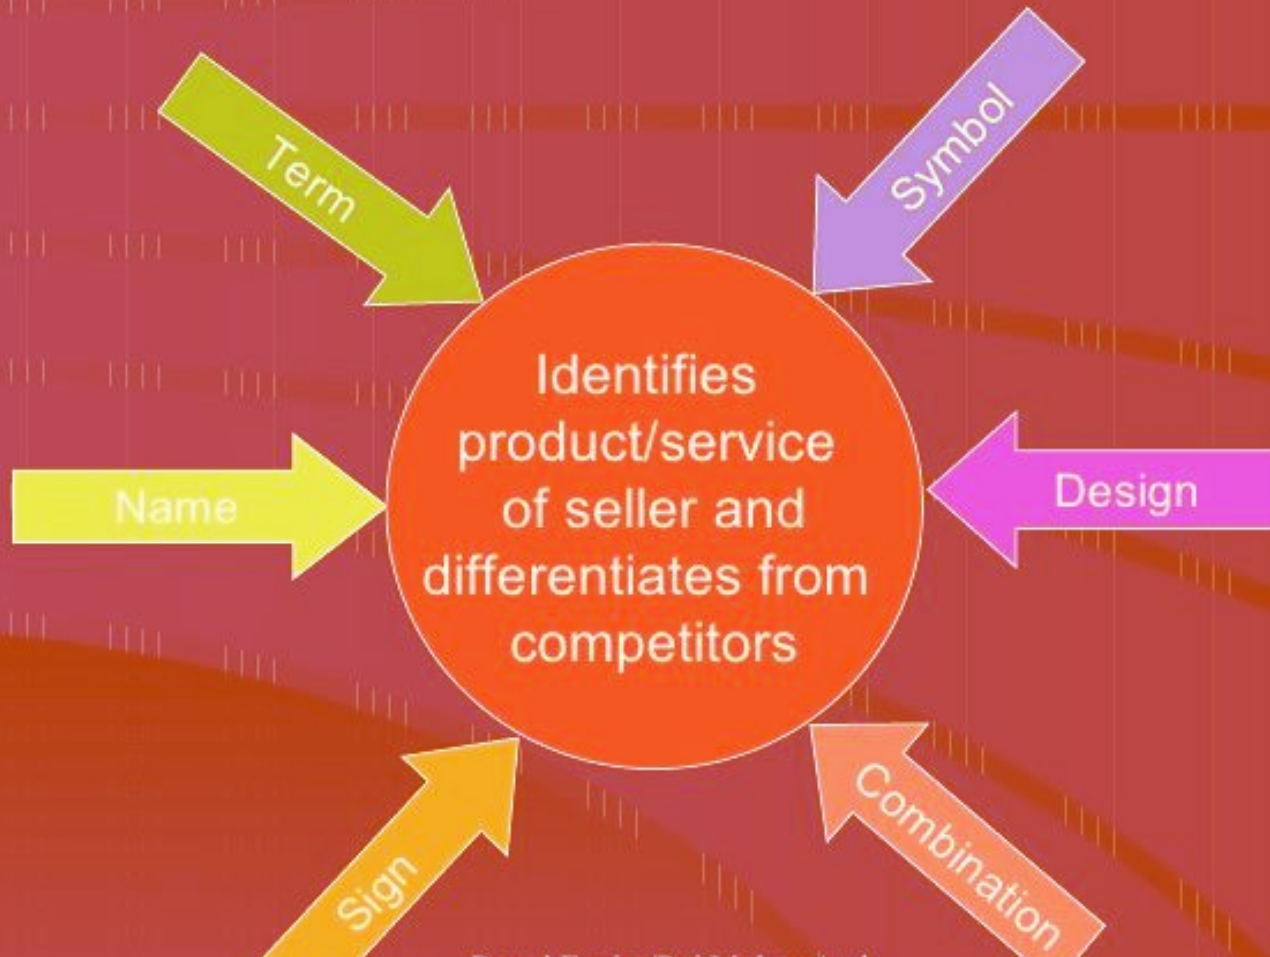 Term
Symbol
Identifies
product/service
of seller and
differentiates from
competitors
Name
Design
Sign
Combination